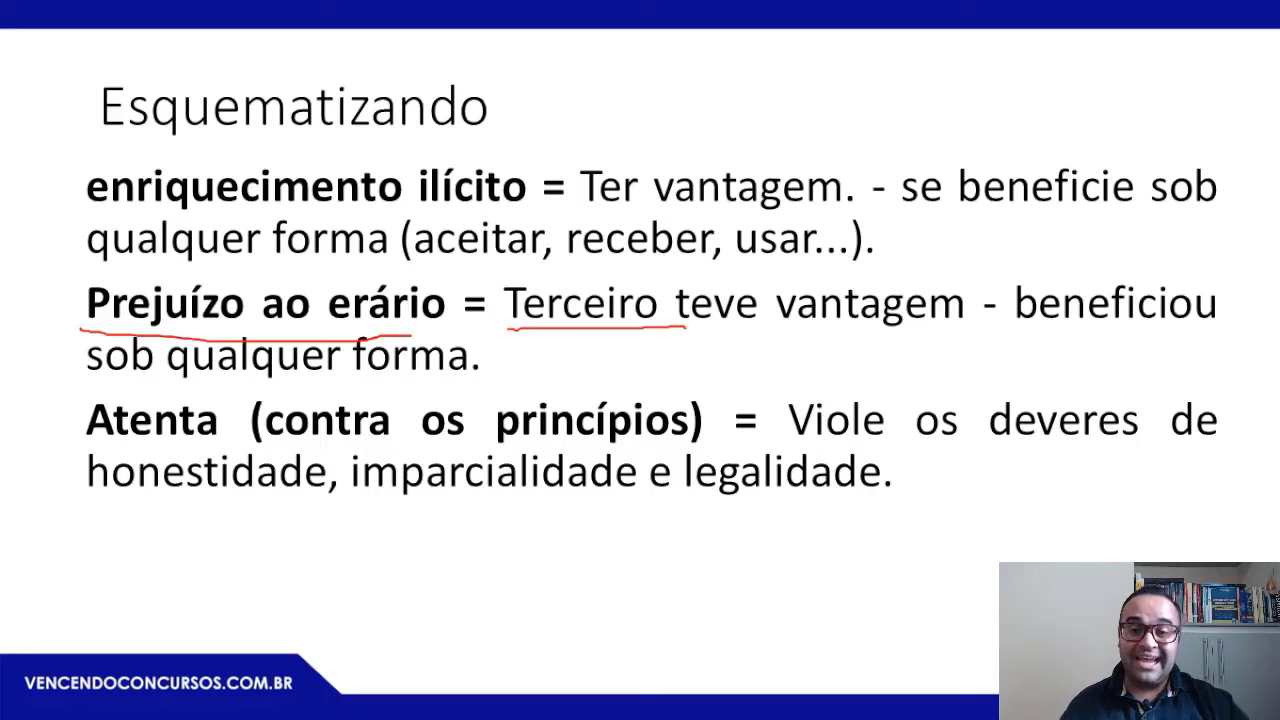 Esquematizando
enriquecimento ilícito = Ter vantagem. - se beneficie sob
qualquer forma (aceitar, receber, usar...).
Prejuízo ao erário = Terceiro teve vantagem - beneficiou
sob qualquer forma.
Atenta (contra os princípios) = Viole os deveres de
honestidade, imparcialidade e legalidade.
VENCENDOCONCURSOS.COM.BR